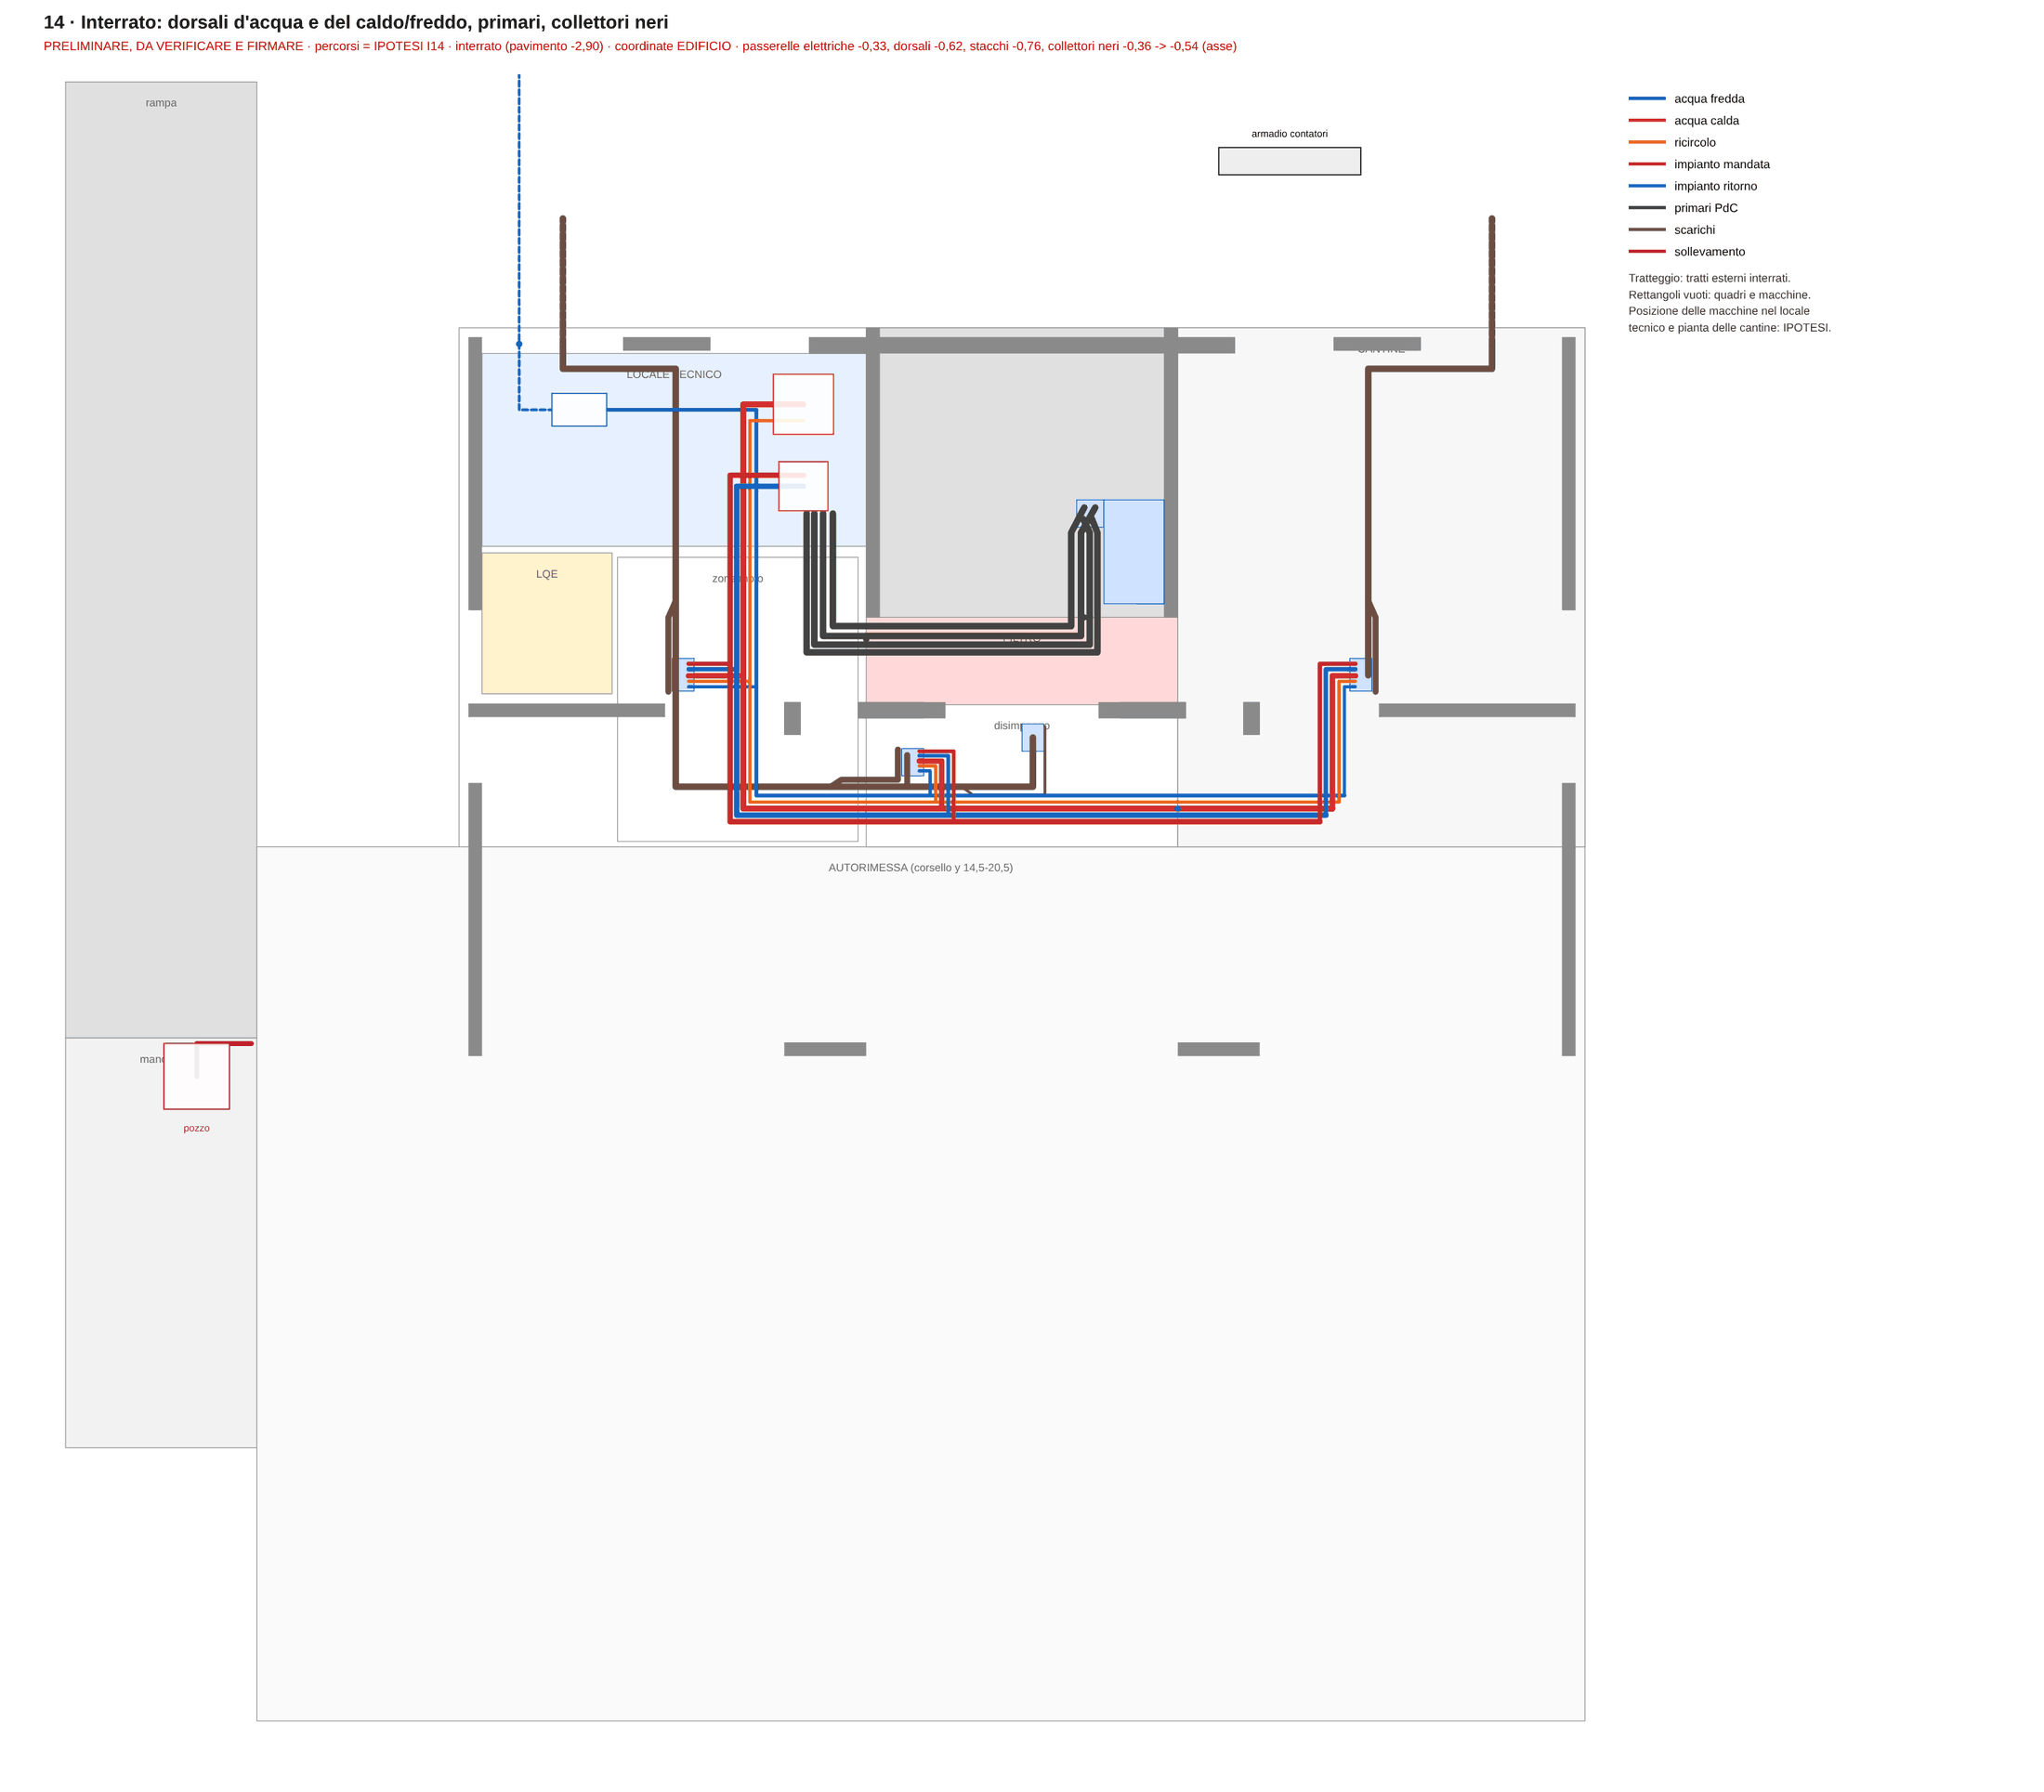 14 · Interrato: dorsali d'acqua e del caldo/freddo, primari, collettori neri
PRELIMINARE, DA VERIFICARE E FIRMARE · percorsi = IPOTESI I14 · interrato (pavimento -2,90) · coordinate EDIFICIO · passerelle elettriche -0,33, dorsali -0,62, stacchi -0,76, collettori neri -0,36 -> -0,54 (asse)
rampa
armadio contatori
acqua fredda
acqua calda
ricircolo
impianto mandata
impianto ritorno
primari PdC
scarichi
sollevamento
Tratteggio: tratti esterni interrati.
Rettangoli vuoti: quadri e macchine.
Posizione delle macchine nel locale
tecnico e pianta delle cantine: IPOTESI.
CANTINE
LOCALE TECNICO
LQE
FILTRO
AUTORIMESSA (corsello y 14,5-20,5)
pozzo